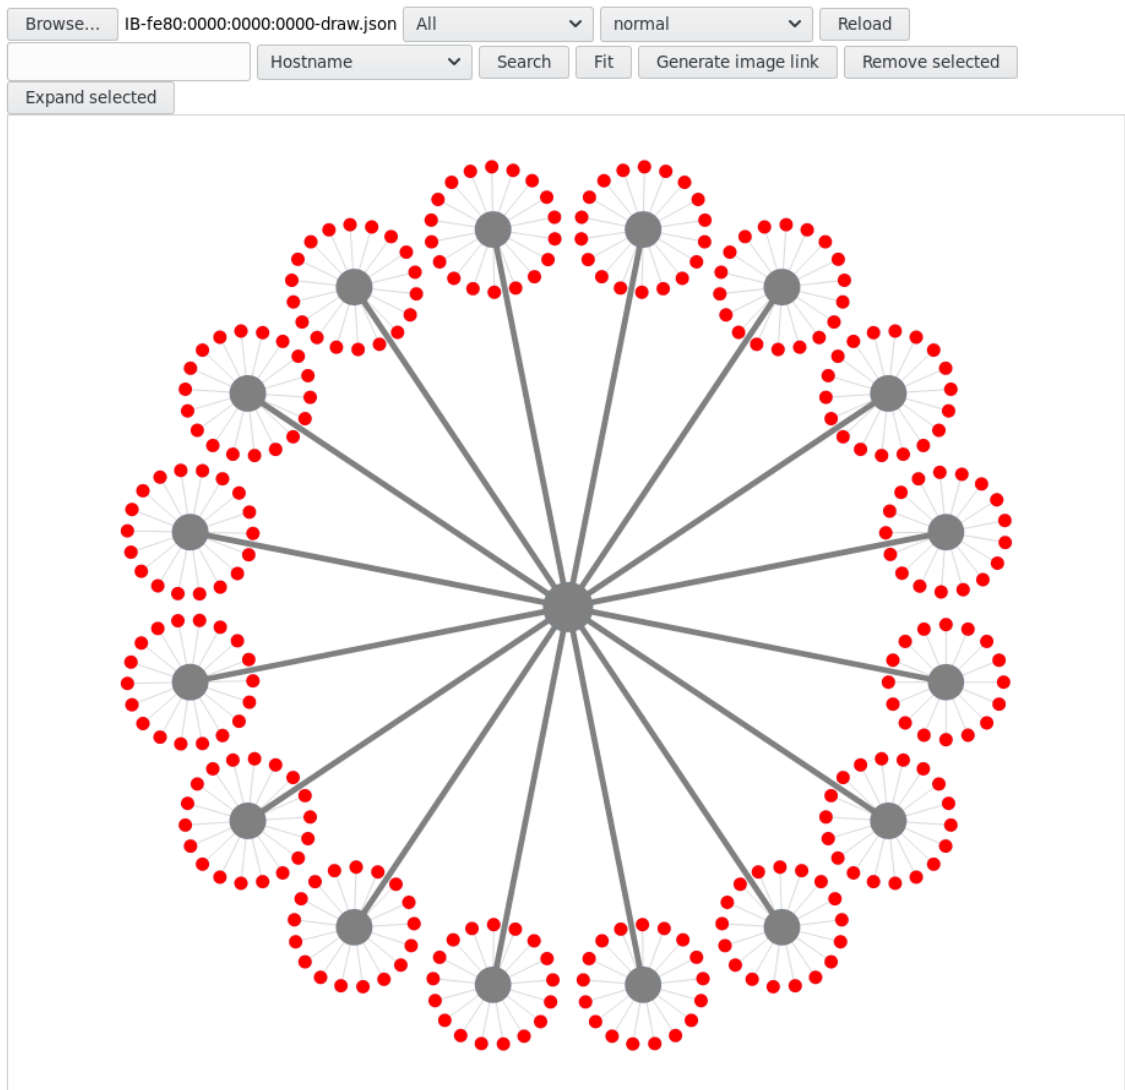 Browse... IB-fe80:0000:0000:0000-draw.json All normal Reload
Hostname Search Fit Generate image link Remove selected
Expand selected